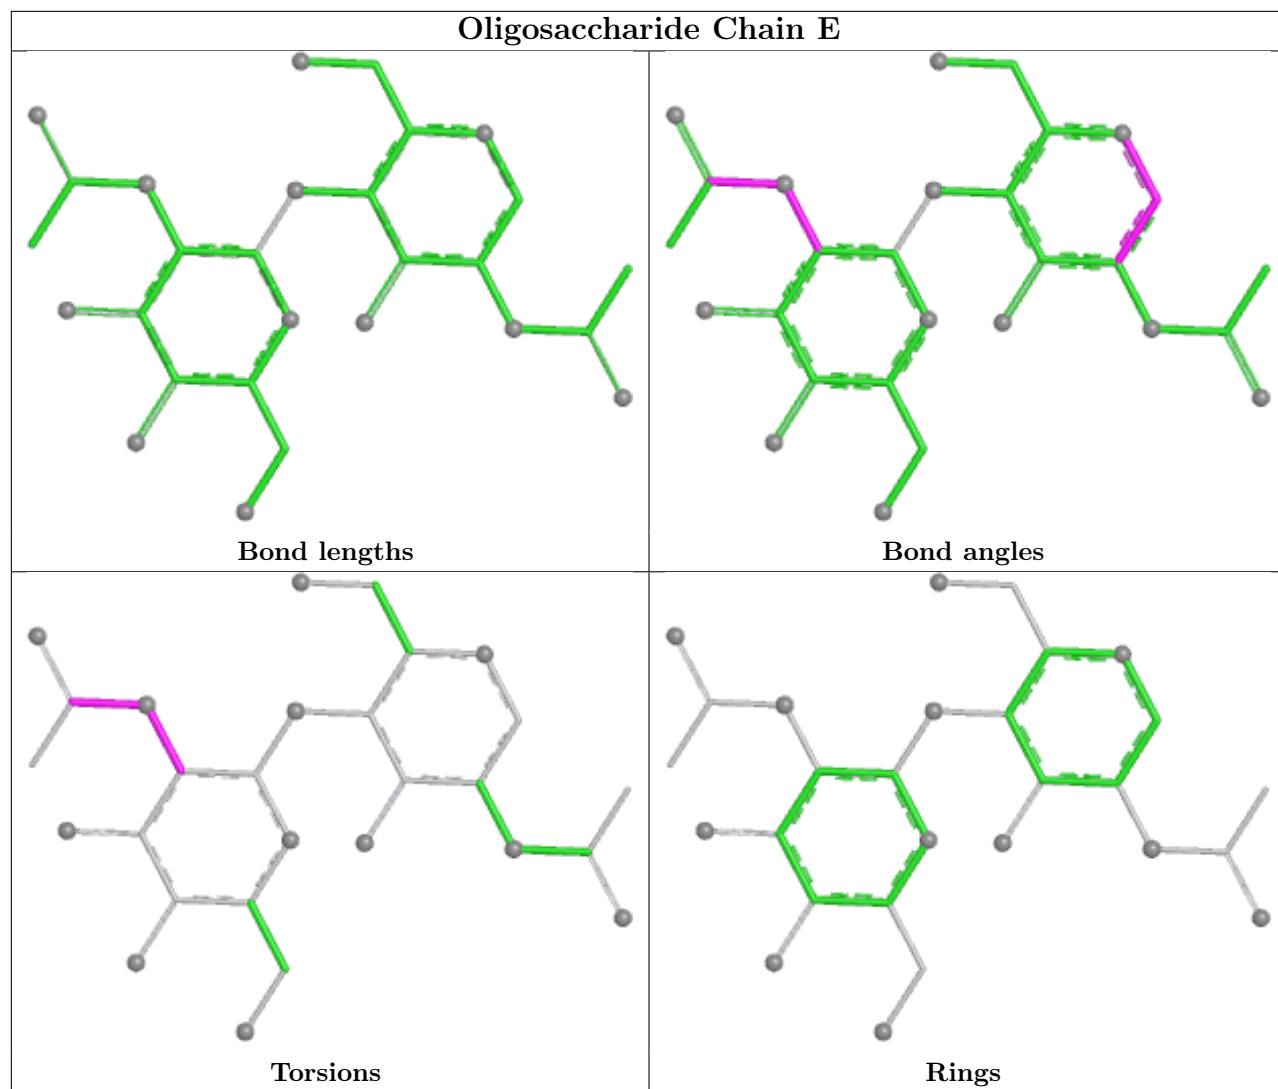 Oligosaccharide Chain E
Bond lengths
Bond angles
Torsions
Rings